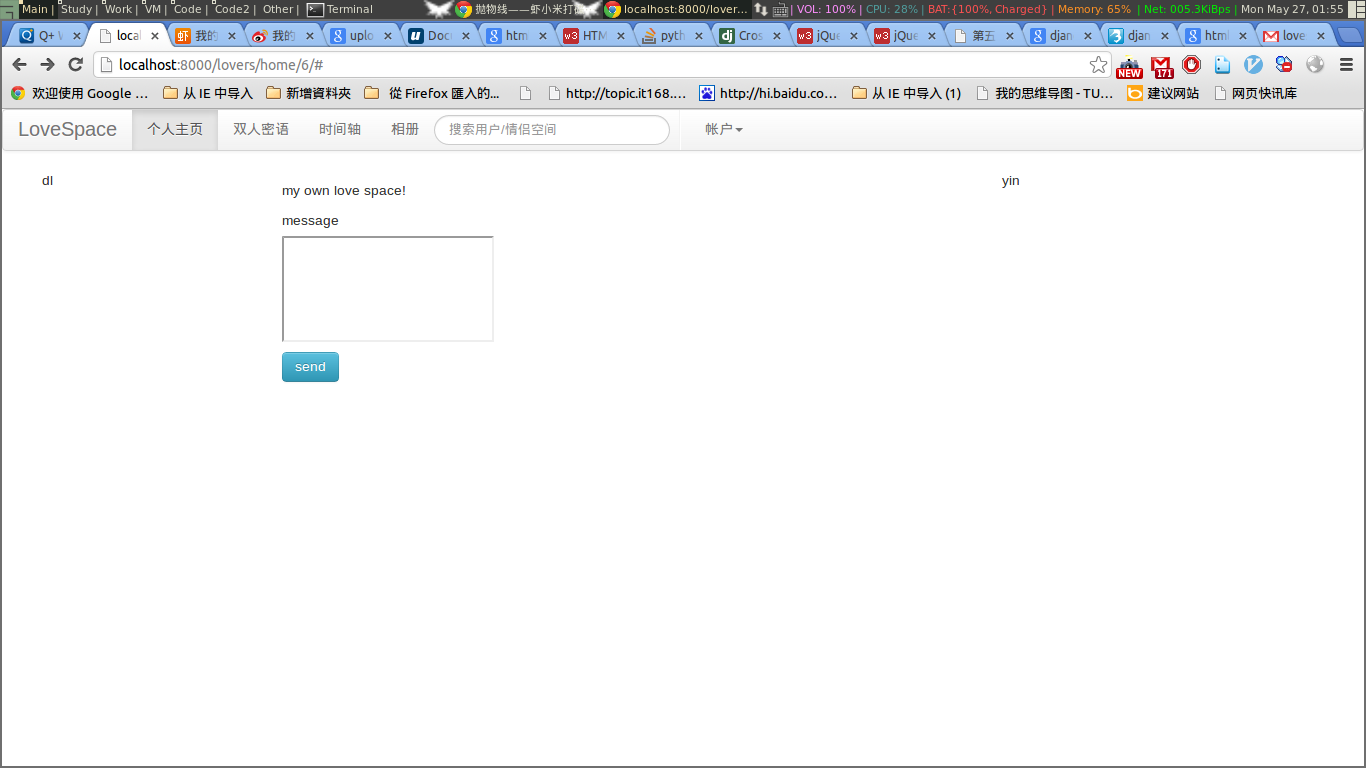 Main | Study | Work | VM | Code | Code2 | Other | Terminal 抛物线——虾小米打 localhost:8000/lover... | VOL: 100% | CPU: 28% | BAT:{100%, Charged} | Memory: 65% | Net: 005.3KiBps | Mon May 27, 01:55
Q+ W local 我的 我的 uplo Docu html HTM pyth Cros jQue jQue 第五 djan djan html love
localhost:8000/lovers/home/6/#
NEW 171
欢迎使用 Google ... 从 IE 中导入 新增資料夾 從 Firefox 匯入的... http://topic.it168.... http://hi.baidu.co... 从 IE 中导入 (1) 我的思维导图 - TU... 建议网站 网页快讯库
LoveSpace 个人主页 双人密语 时间轴 相册 搜索用户/情侣空间 帐户
dl
yin
my own love space!
message
send